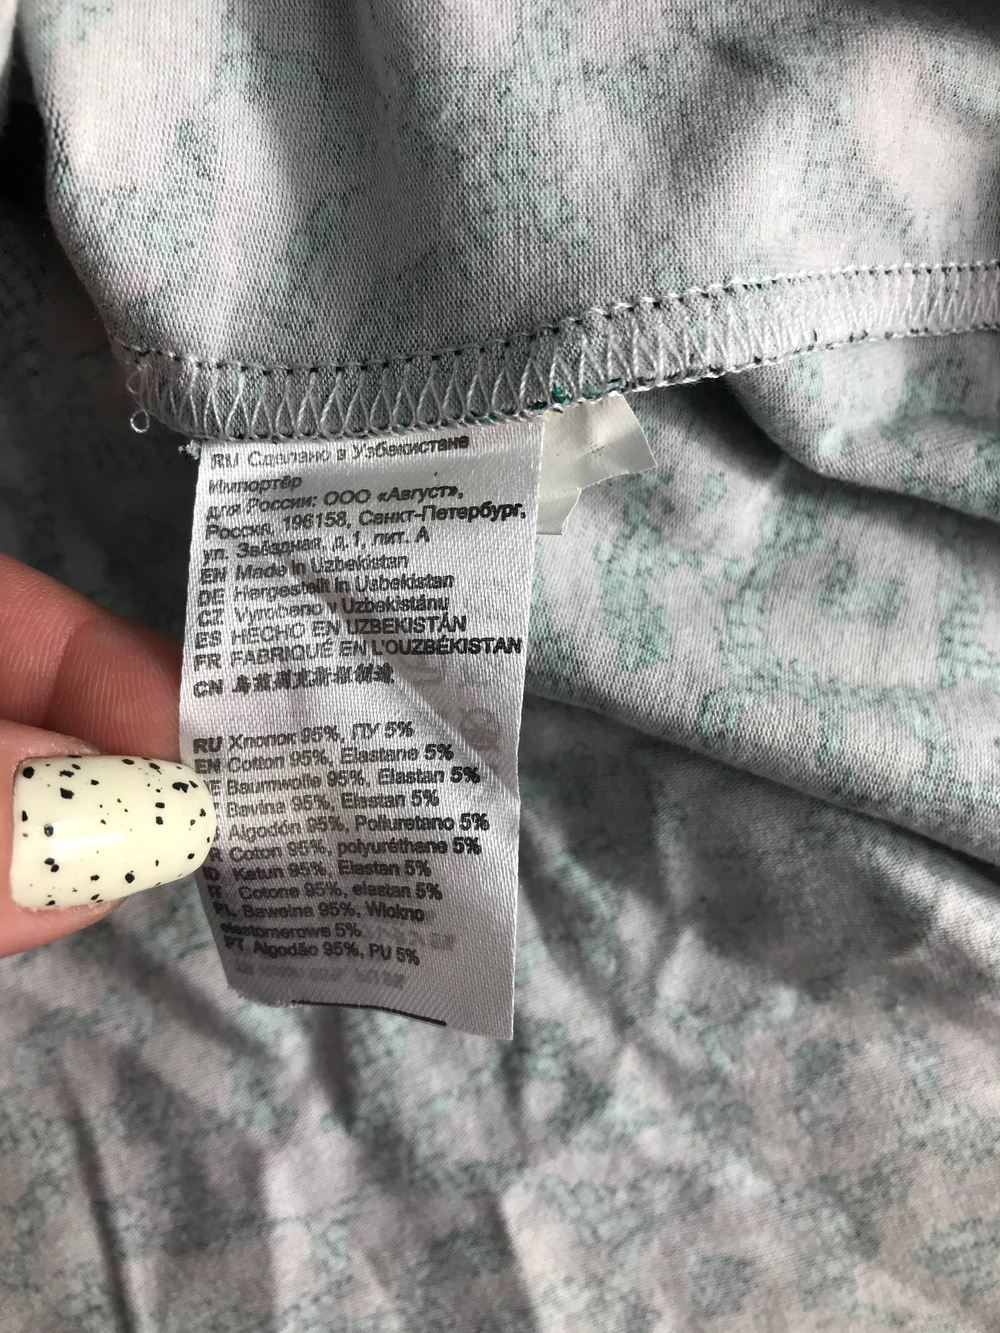 RU Сделано в Узбекистане
Импортёр
для России: ООО «Август»,
Россия, 196158, Санкт-Петербург,
ул. Звёздная, д.1, лит. А
EN Made in Uzbekistan
DE Hergestellt in Usbekistan
CZ Vyrobeno v Uzbekistánu
ES HECHO EN UZBEKISTÁN
FR FABRIQUÉ EN L'OUZBÉKISTAN
CN
RU Хлопок 95%, ПУ 5%
EN Cotton 95%, Elastane 5%
E Baumwolle 95%, Elastan 5%
Bavlna 95%, Elastan 5%
Algodón 95%, Poliuretano 5%
R Coton 95%, polyuréthane 5%
D Katun 95%, Elastan 5%
IT Cotone 95%, elastan 5%
PL Bawełna 95%, Włókno
elastomerowe 5%
PT Algodão 95%, PU 5%